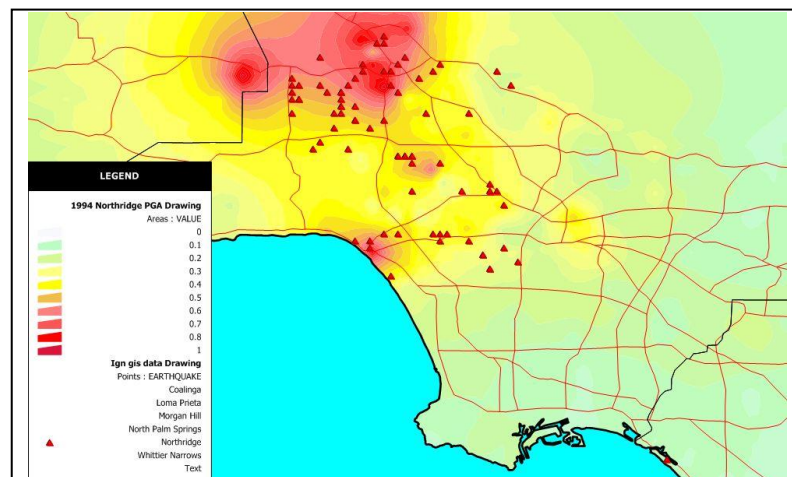 LEGEND
1994 Northridge PGA Drawing
Areas : VALUE
0
0.1
0.2
0.3
0.4
0.5
0.6
0.7
0.8
1
Ign gis data Drawing
Points : EARTHQUAKE
Coalinga
Loma Prieta
Morgan Hill
North Palm Springs
Northridge
Whittier Narrows
Text